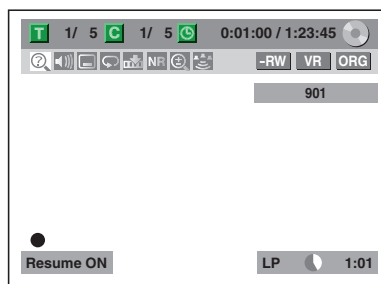 T 1/ 5 C 1/ 5 0:01:00 / 1:23:45
NR -RW VR ORG
901
Resume ON LP 1:01